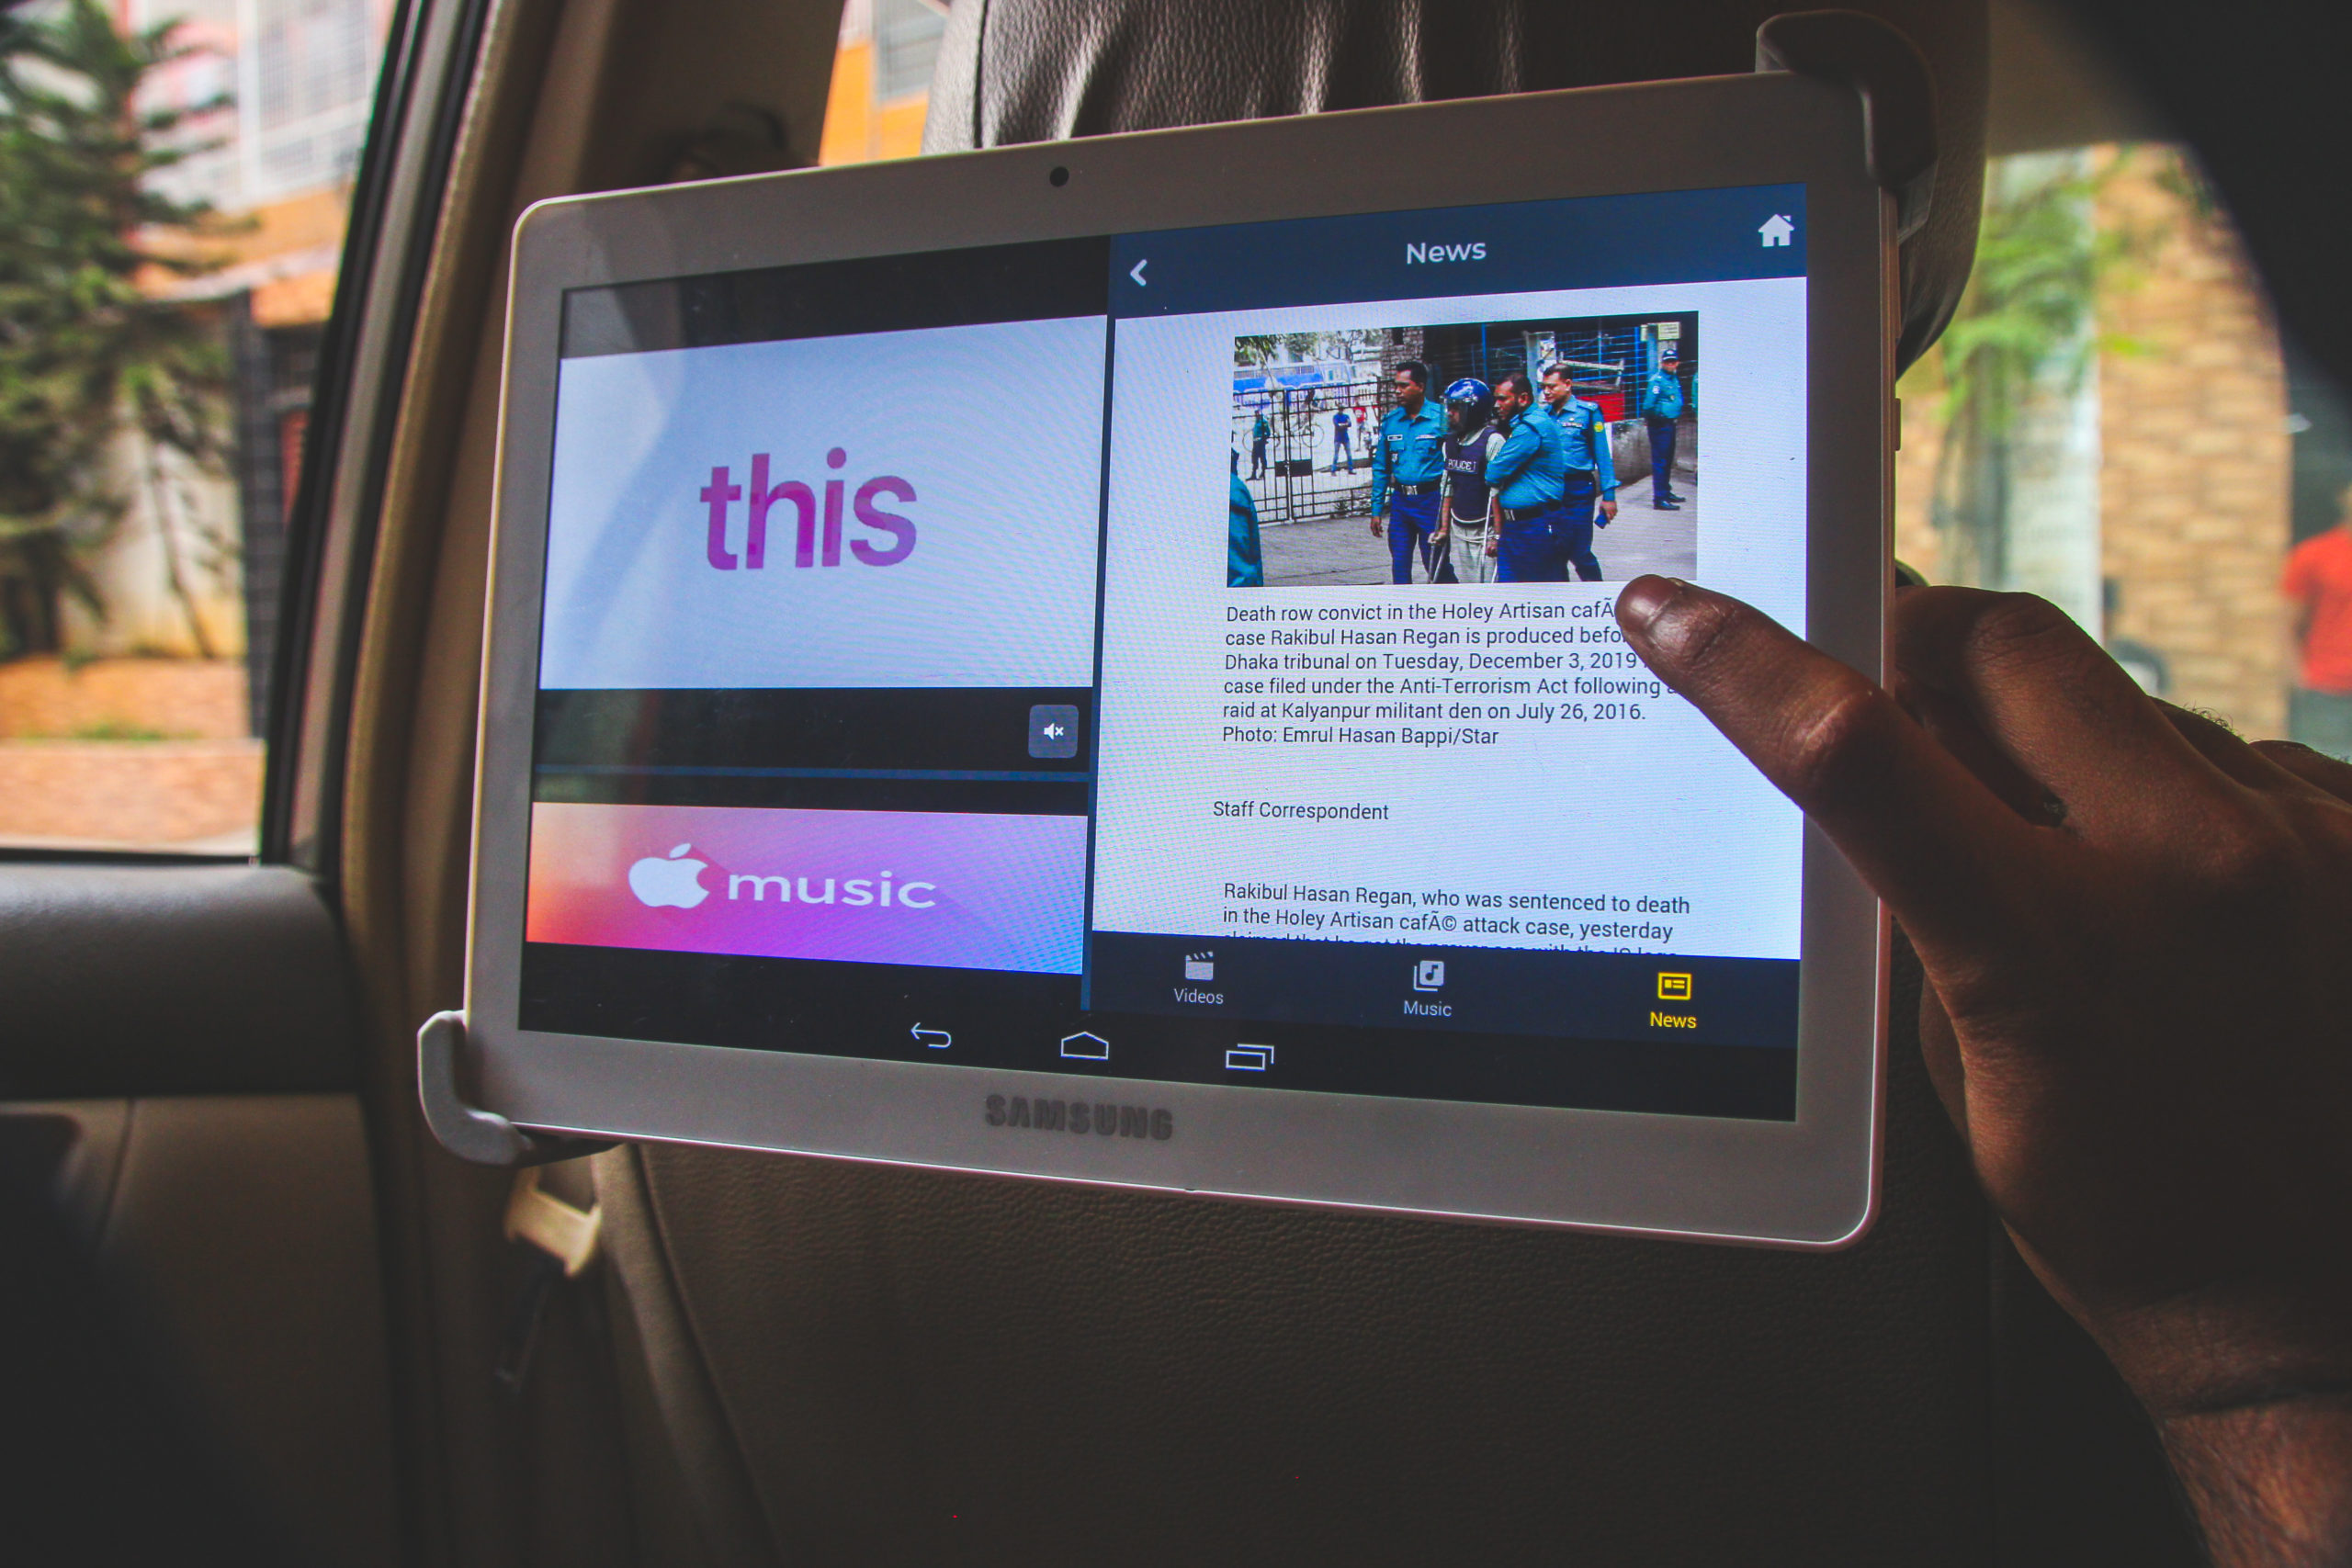 this
music
News
POLICE
Death row convict in the Holey Artisan cafÃ
case Rakibul Hasan Regan is produced
Dhaka tribunal on Tuesday, December 3, 2019
case filed under the Anti-Terrorism Act following
raid at Kalyanpur militant den on July 26, 2016.
Photo: Emrul Hasan Bappi/Star
Staff Correspondent
Rakibul Hasan Regan, who was sentenced to death
in the Holey Artisan cafÃ© attack case, yesterday
Videos
Music
News
SAMSUNG